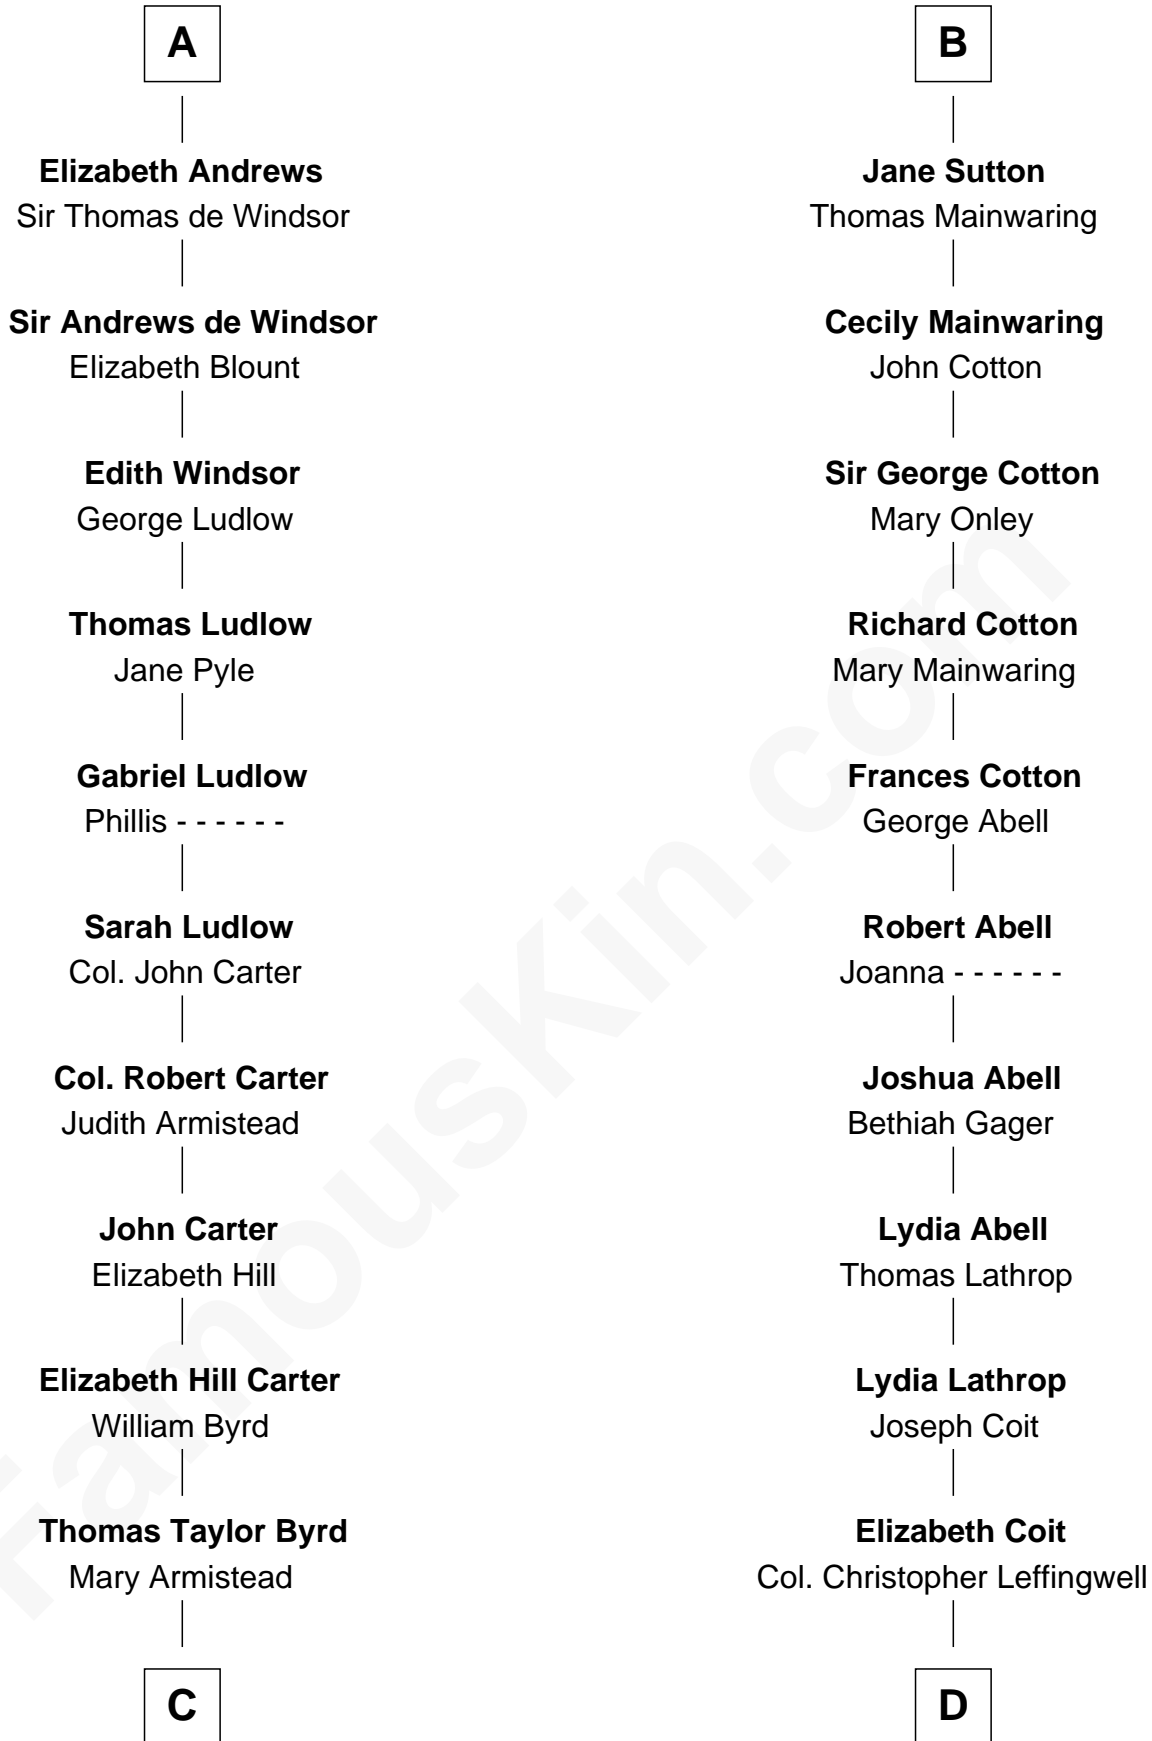 A
Elizabeth Andrews
Sir Thomas de Windsor
Sir Andrews de Windsor
Elizabeth Blount
Edith Windsor
George Ludlow
Thomas Ludlow
Jane Pyle
Gabriel Ludlow
Phillis - - - - - -
Sarah Ludlow
Col. John Carter
Col. Robert Carter
Judith Armistead
John Carter
Elizabeth Hill
Elizabeth Hill Carter
William Byrd
Thomas Taylor Byrd
Mary Armistead
C
B
Jane Sutton
Thomas Mainwaring
Cecily Mainwaring
John Cotton
Sir George Cotton
Mary Onley
Richard Cotton
Mary Mainwaring
Frances Cotton
George Abell
Robert Abell
Joanna - - - - - -
Joshua Abell
Bethiah Gager
Lydia Abell
Thomas Lathrop
Lydia Lathrop
Joseph Coit
Elizabeth Coit
Col. Christopher Leffingwell
D
FamousKin.com